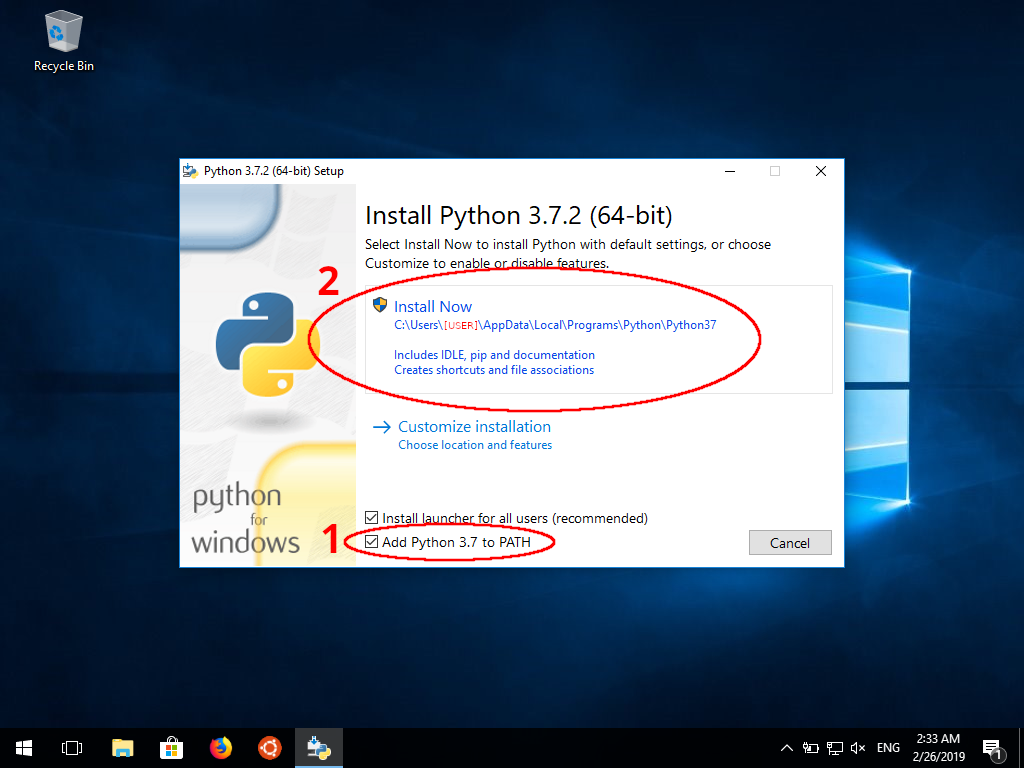 Recycle Bin
Python 3.7.2 (64-bit) Setup
Install Python 3.7.2 (64-bit)
Select Install Now to install Python with default settings, or choose
Customize to enable or disable features.
2
Install Now
C:\Users\[USER]\AppData\Local\Programs\Python\Python37
Includes IDLE, pip and documentation
Creates shortcuts and file associations
Customize installation
Choose location and features
python
for
windows
Install launcher for all users (recommended)
1
Add Python 3.7 to PATH
Cancel
ENG
2:33 AM
2/26/2019
1